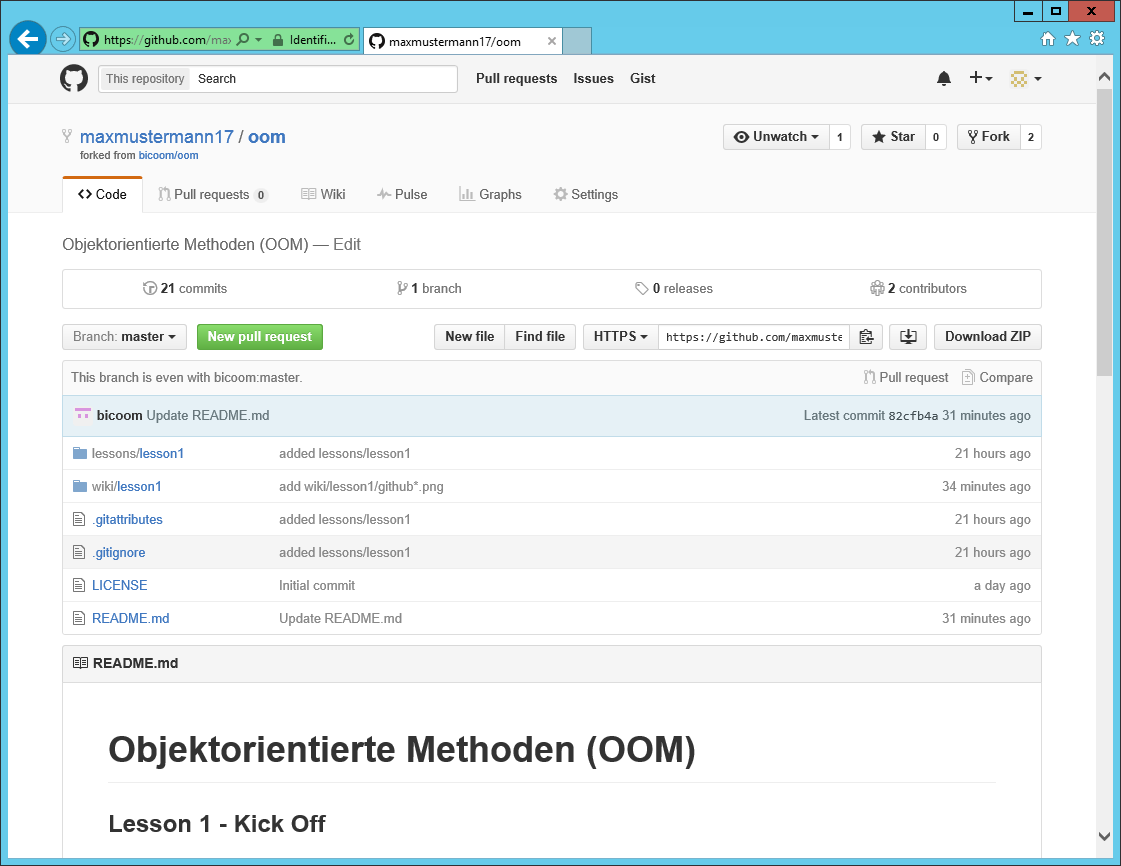 https://github.com/max Identifi... maxmustermann17/oom
This repository Search Pull requests Issues Gist
maxmustermann17 / oom Unwatch 1 Star 0 Fork 2
forked from bicoom/oom
Code Pull requests 0 Wiki Pulse Graphs Settings
Objektorientierte Methoden (OOM) — Edit
21 commits 1 branch 0 releases 2 contributors
Branch: master New pull request New file Find file HTTPS https://github.com/maxmuste Download ZIP
This branch is even with bicoom:master. Pull request Compare
bicoom Update README.md Latest commit 82cfb4a 31 minutes ago
lessons/lesson1 added lessons/lesson1 21 hours ago
wiki/lesson1 add wiki/lesson1/github*.png 34 minutes ago
.gitattributes added lessons/lesson1 21 hours ago
.gitignore added lessons/lesson1 21 hours ago
LICENSE Initial commit a day ago
README.md Update README.md 31 minutes ago
README.md
Objektorientierte Methoden (OOM)
Lesson 1 - Kick Off